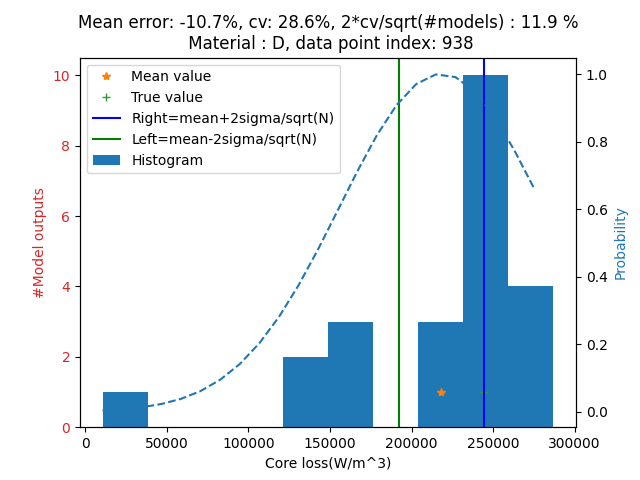 Mean error: -10.7%, cv: 28.6%, 2*cv/sqrt(#models) : 11.9 %
Material : D, data point index: 938
Mean value
True value
Right=mean+2sigma/sqrt(N)
Left=mean-2sigma/sqrt(N)
Histogram
10
8
6
4
2
0
#Model outputs
1.0
0.8
0.6
0.4
0.2
0.0
Probability
0 50000 100000 150000 200000 250000 300000
Core loss(W/m^3)